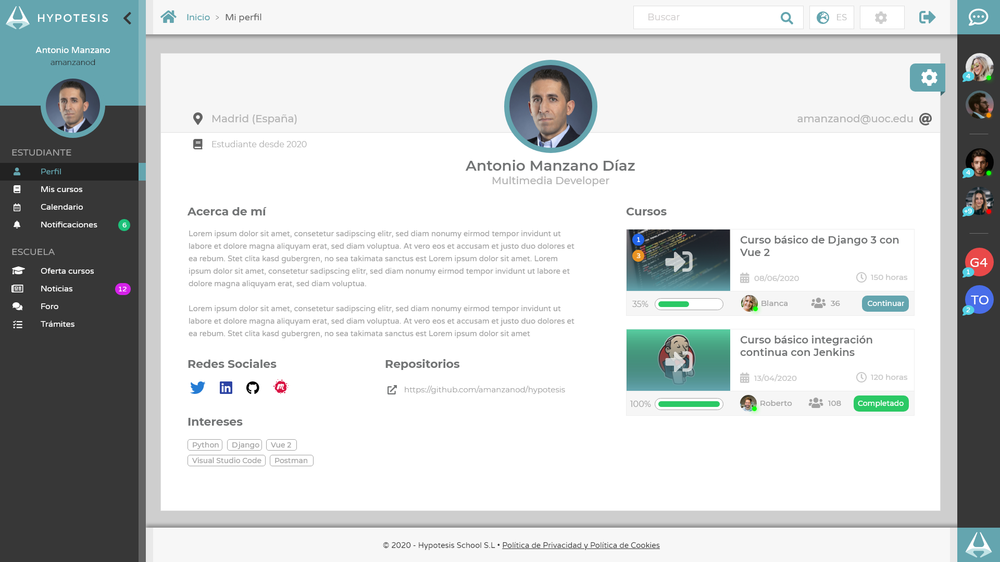 HYPOTESIS
Antonio Manzano
amanzanod
ESTUDIANTE
Perfil
Mis cursos
Calendario
Notificaciones 6
ESCUELA
Oferta cursos
Noticias 12
Foro
Trámites
Inicio > Mi perfil
Buscar
ES
Madrid (España)
amanzanod@uoc.edu @
Estudiante desde 2020
Antonio Manzano Díaz
Multimedia Developer
Acerca de mí
Lorem ipsum dolor sit amet, consetetur sadipscing elitr, sed diam nonumy eirmod tempor invidunt ut
labore et dolore magna aliquyam erat, sed diam voluptua. At vero eos et accusam et justo duo dolores et
ea rebum. Stet clita kasd gubergren, no sea takimata sanctus est Lorem ipsum dolor sit amet. Lorem
ipsum dolor sit amet, consetetur sadipscing elitr, sed diam nonumy eirmod tempor invidunt ut labore et
dolore magna aliquyam erat, sed diam voluptua.
Lorem ipsum dolor sit amet, consetetur sadipscing elitr, sed diam nonumy eirmod tempor invidunt ut
labore et dolore magna aliquyam erat, sed diam voluptua. At vero eos et accusam et justo duo dolores et
ea rebum. Stet clita kasd gubergren, no sea takimata sanctus est Lorem ipsum dolor sit amet
Redes Sociales
in
m
Repositorios
https://github.com/amanzanod/hypotesis
Intereses
Python Django Vue 2
Visual Studio Code Postman
Cursos
1
3
Curso básico de Django 3 con
Vue 2
08/06/2020 150 horas
35% Blanca 36 Continuar
Curso básico integración
continua con Jenkins
13/04/2020 120 horas
100% Roberto 108 Completado
4
4
+9
G4
1
TO
2
© 2020 - Hypotesis School S.L • Política de Privacidad y Política de Cookies